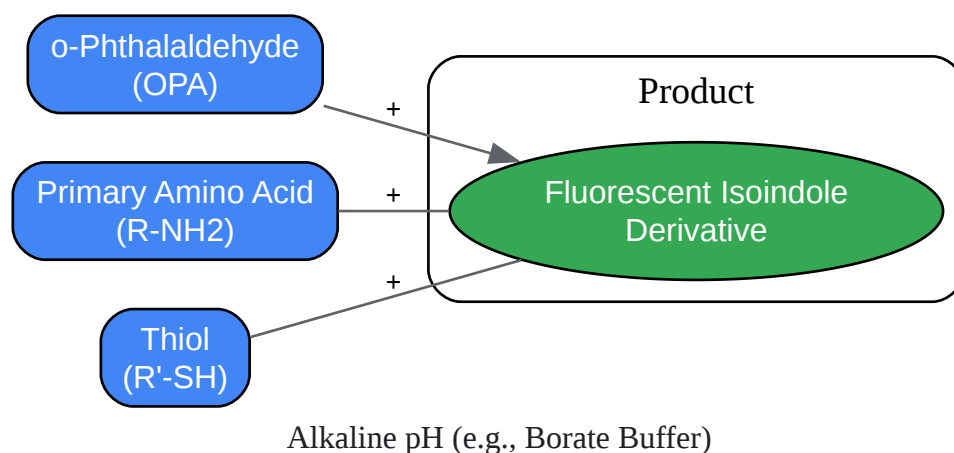 o-Phthalaldehyde
(OPA)
+
Product
Primary Amino Acid
(R-NH2)
+
Fluorescent Isoindole
Derivative
+
Thiol
(R'-SH)
Alkaline pH (e.g., Borate Buffer)